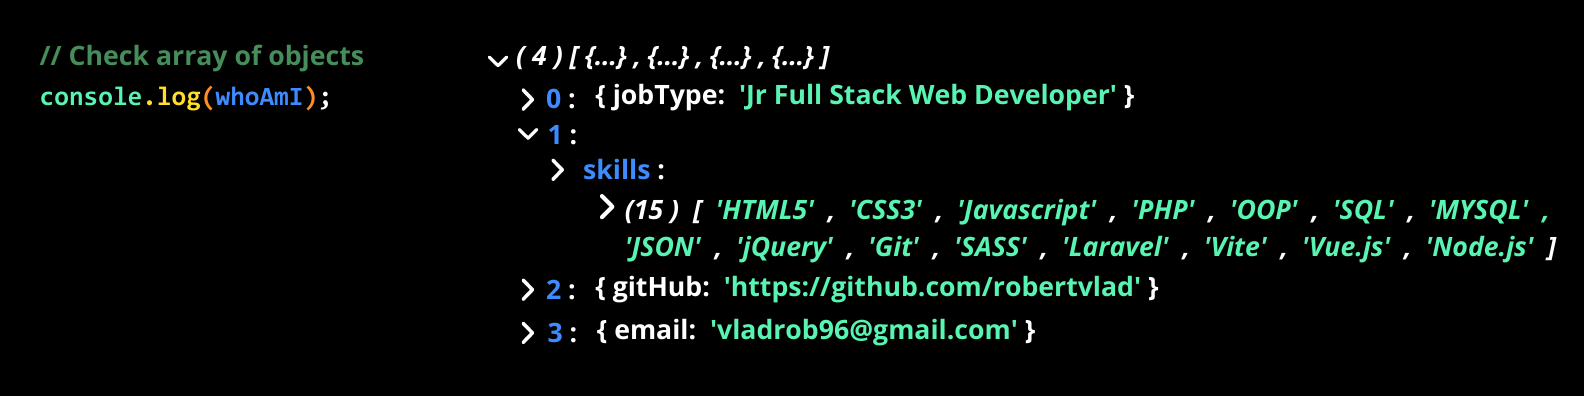 // Check array of objects
console.log(whoAmI);
( 4 ) [ {...} , {...} , {...} , {...} ]
0 : { jobType: 'Jr Full Stack Web Developer' }
1 :
skills :
(15 ) [ 'HTML5' , 'CSS3' , 'Javascript' , 'PHP' , 'OOP' , 'SQL' , 'MYSQL' ,
'JSON' , 'jQuery' , 'Git' , 'SASS' , 'Laravel' , 'Vite' , 'Vue.js' , 'Node.js' ]
2 : { gitHub: 'https://github.com/robertvlad' }
3 : { email: 'vladrob96@gmail.com' }